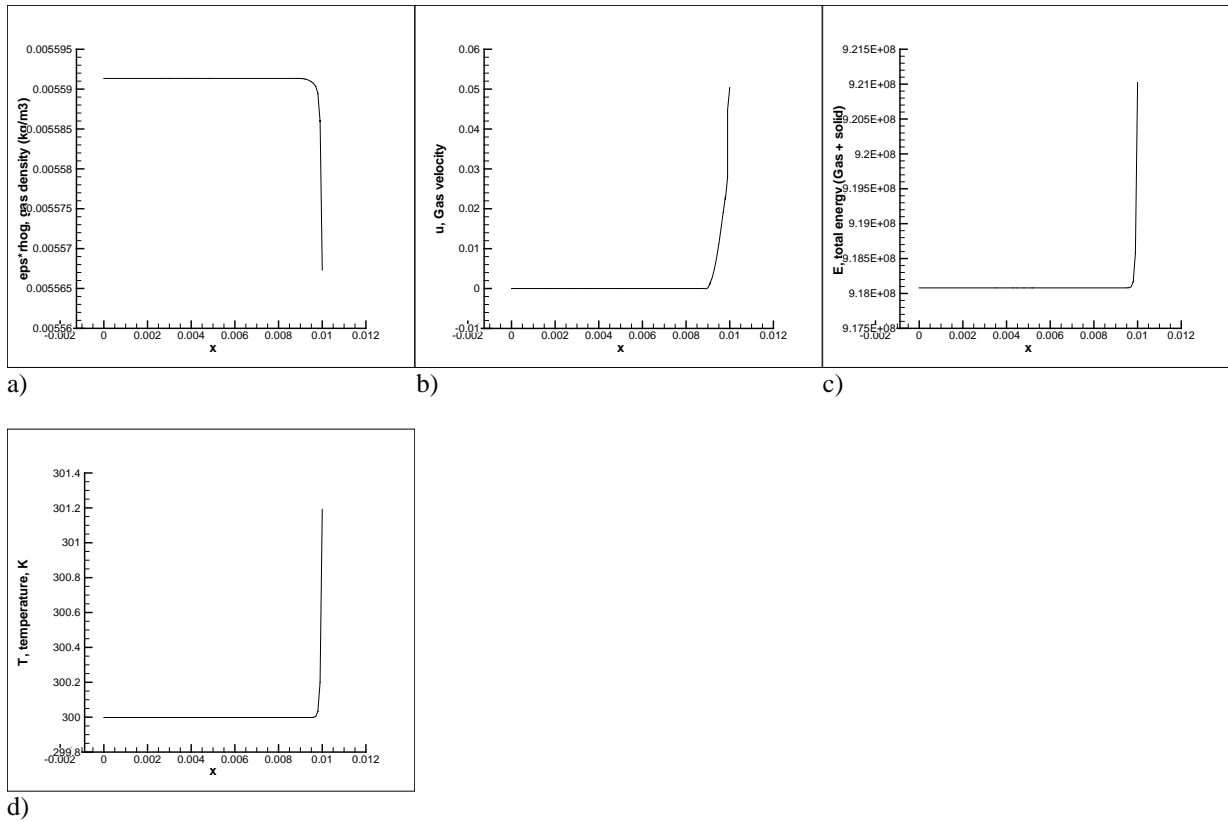 0.005595
0.00559
0.005585
0.00558
0.005575
0.00557
0.005565
0.00556
eps*rhog, gas density (kg/m3)
-0.002 0 0.002 0.004 0.006 0.008 0.01 0.012
x
a)
0.06
0.05
0.04
0.03
0.02
0.01
0
-0.01
u, Gas velocity
-0.002 0 0.002 0.004 0.006 0.008 0.01 0.012
x
b)
9.215E+08
9.21E+08
9.205E+08
9.2E+08
9.195E+08
9.19E+08
9.185E+08
9.18E+08
9.175E+08
E, total energy (Gas + solid)
-0.002 0 0.002 0.004 0.006 0.008 0.01 0.012
x
c)
301.4
301.2
301
300.8
300.6
300.4
300.2
300
299.8
T, temperature, K
-0.002 0 0.002 0.004 0.006 0.008 0.01 0.012
x
d)